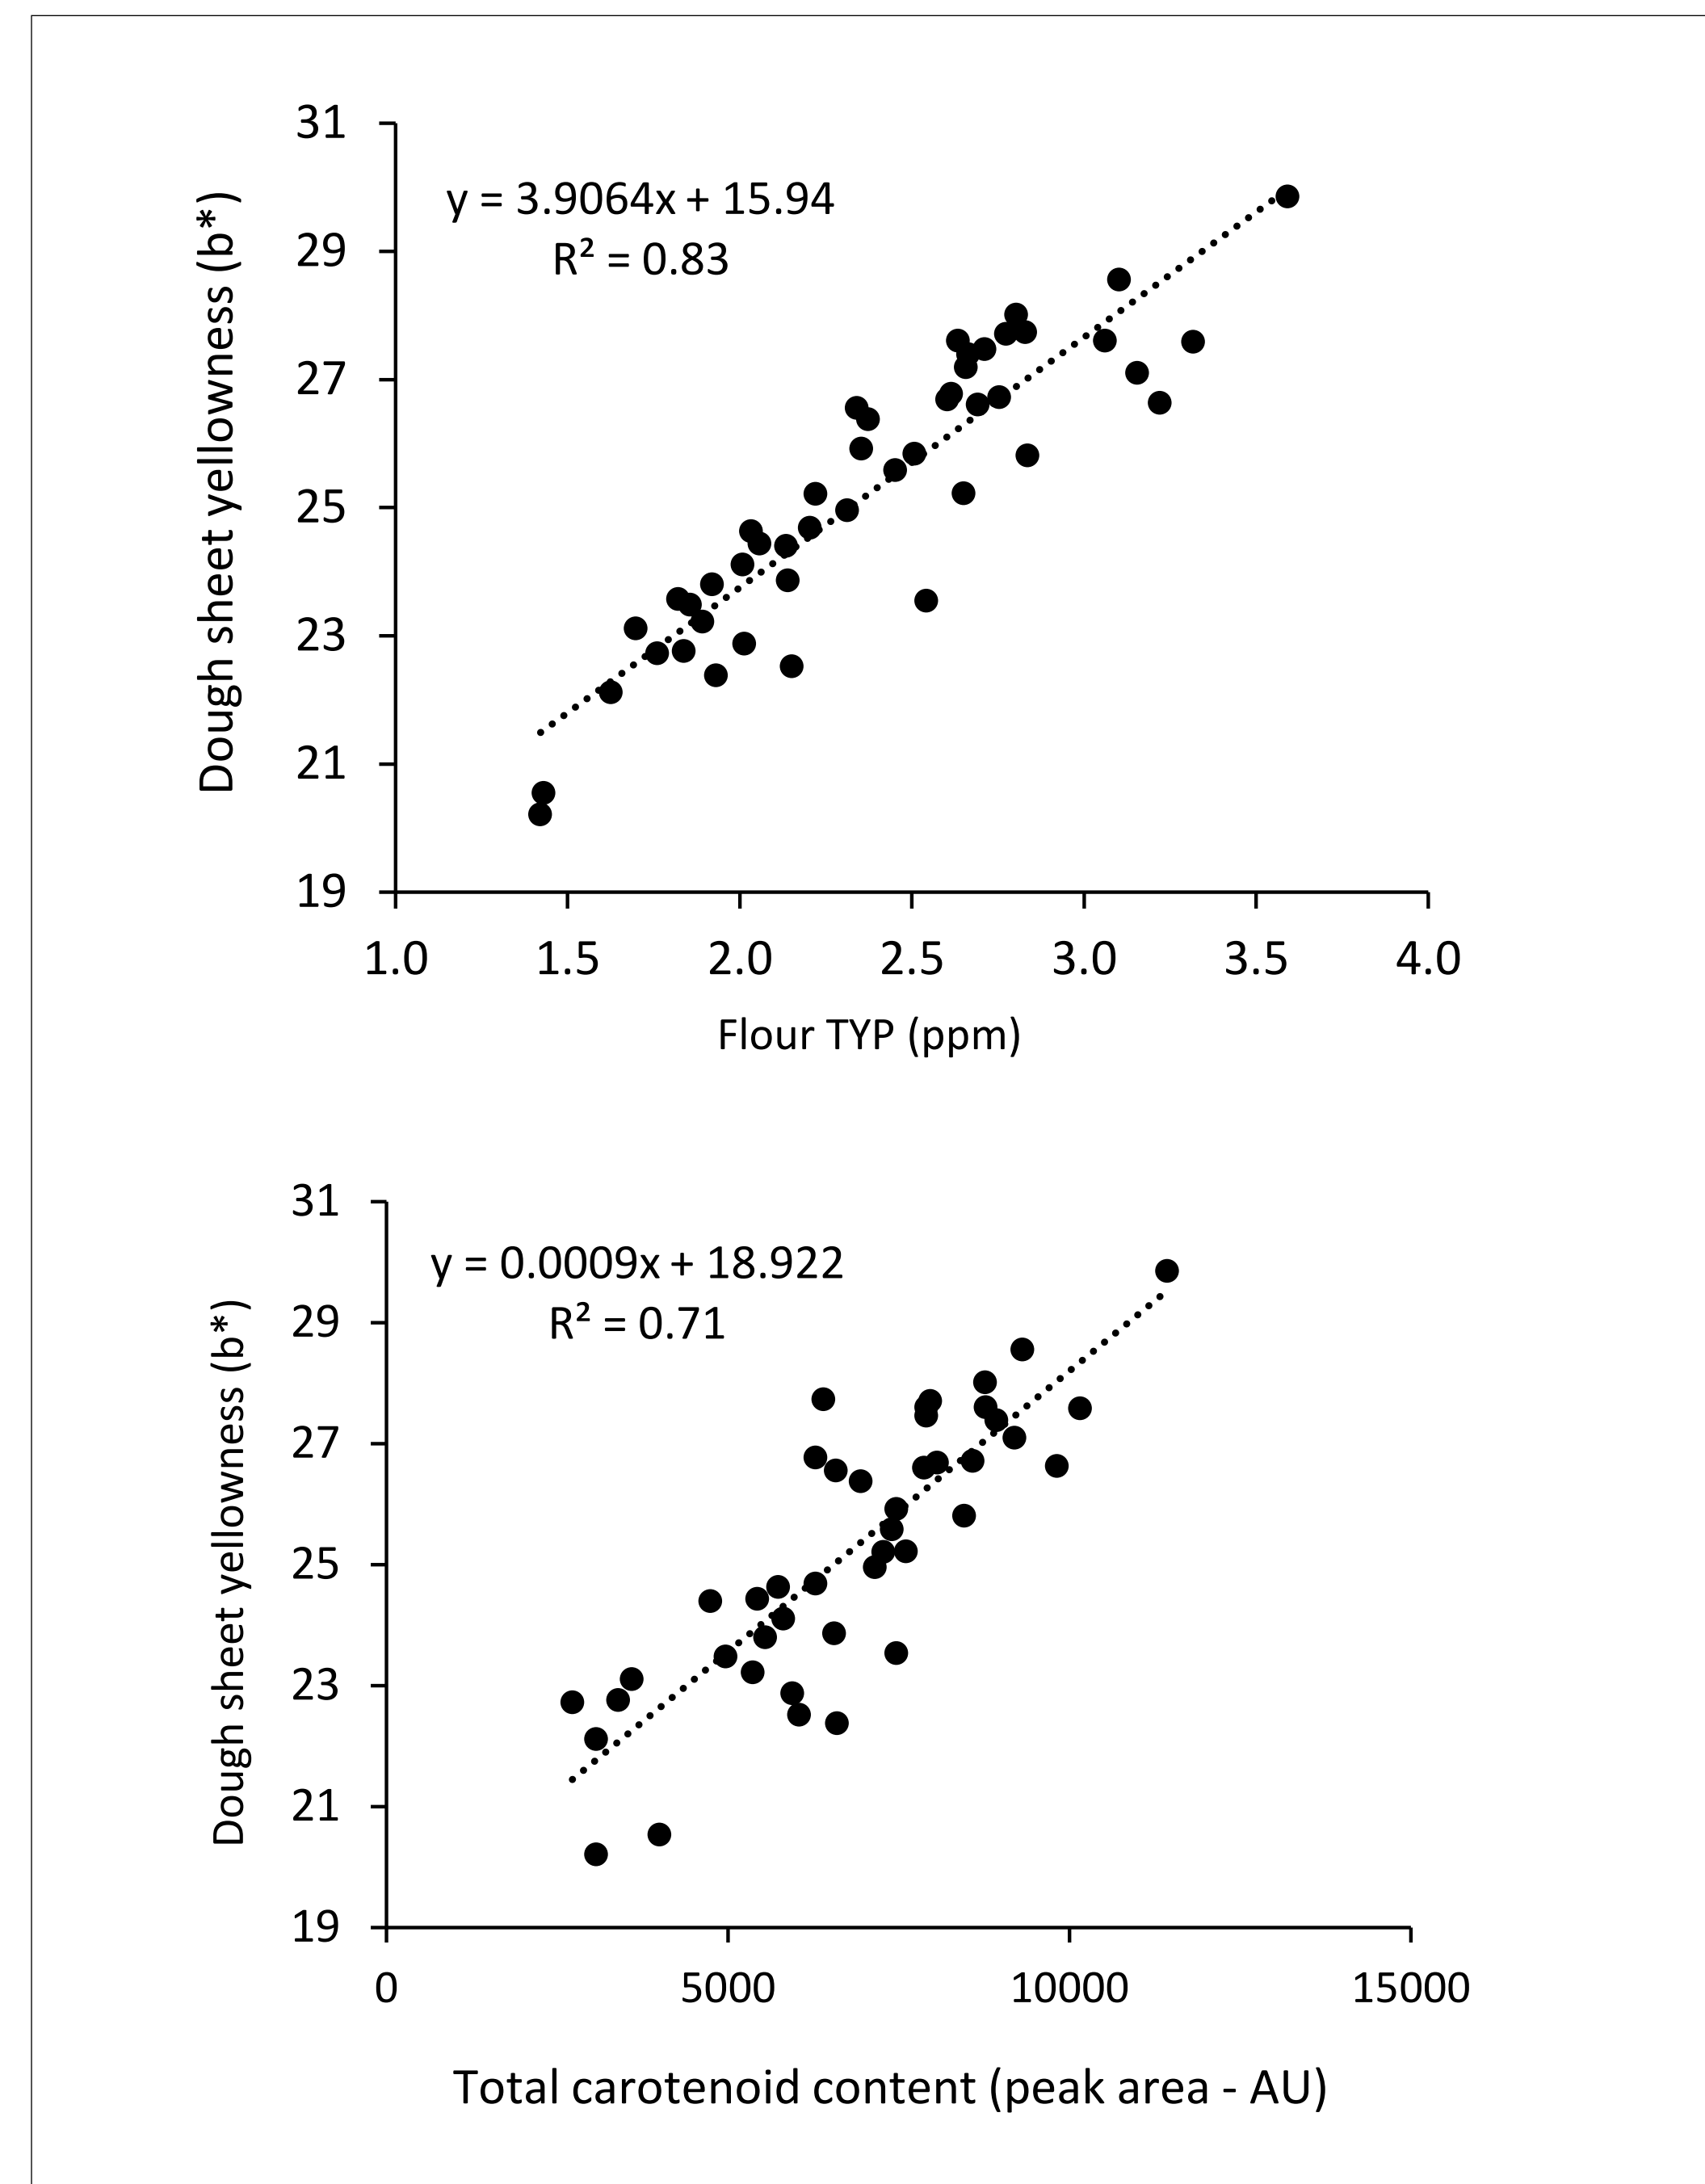 31
29
27
25
23
21
19
Dough sheet yellowness (b*)
y = 3.9064x + 15.94
R² = 0.83
1.0 1.5 2.0 2.5 3.0 3.5 4.0
Flour TYP (ppm)
31
29
27
25
23
21
19
Dough sheet yellowness (b*)
y = 0.0009x + 18.922
R² = 0.71
0 5000 10000 15000
Total carotenoid content (peak area - AU)